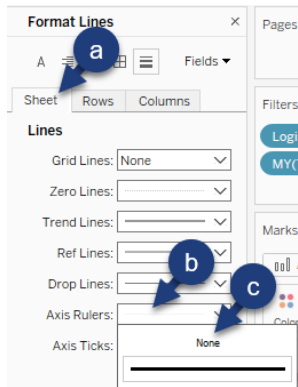 Format Lines ×
Pages
A Fields
a
Sheet Rows Columns
Filters
Lines
Grid Lines: None
Zero Lines:
MY(
Trend Lines:
Ref Lines:
Marks
b
Drop Lines:
c
Axis Rulers:
Axis Ticks:
None